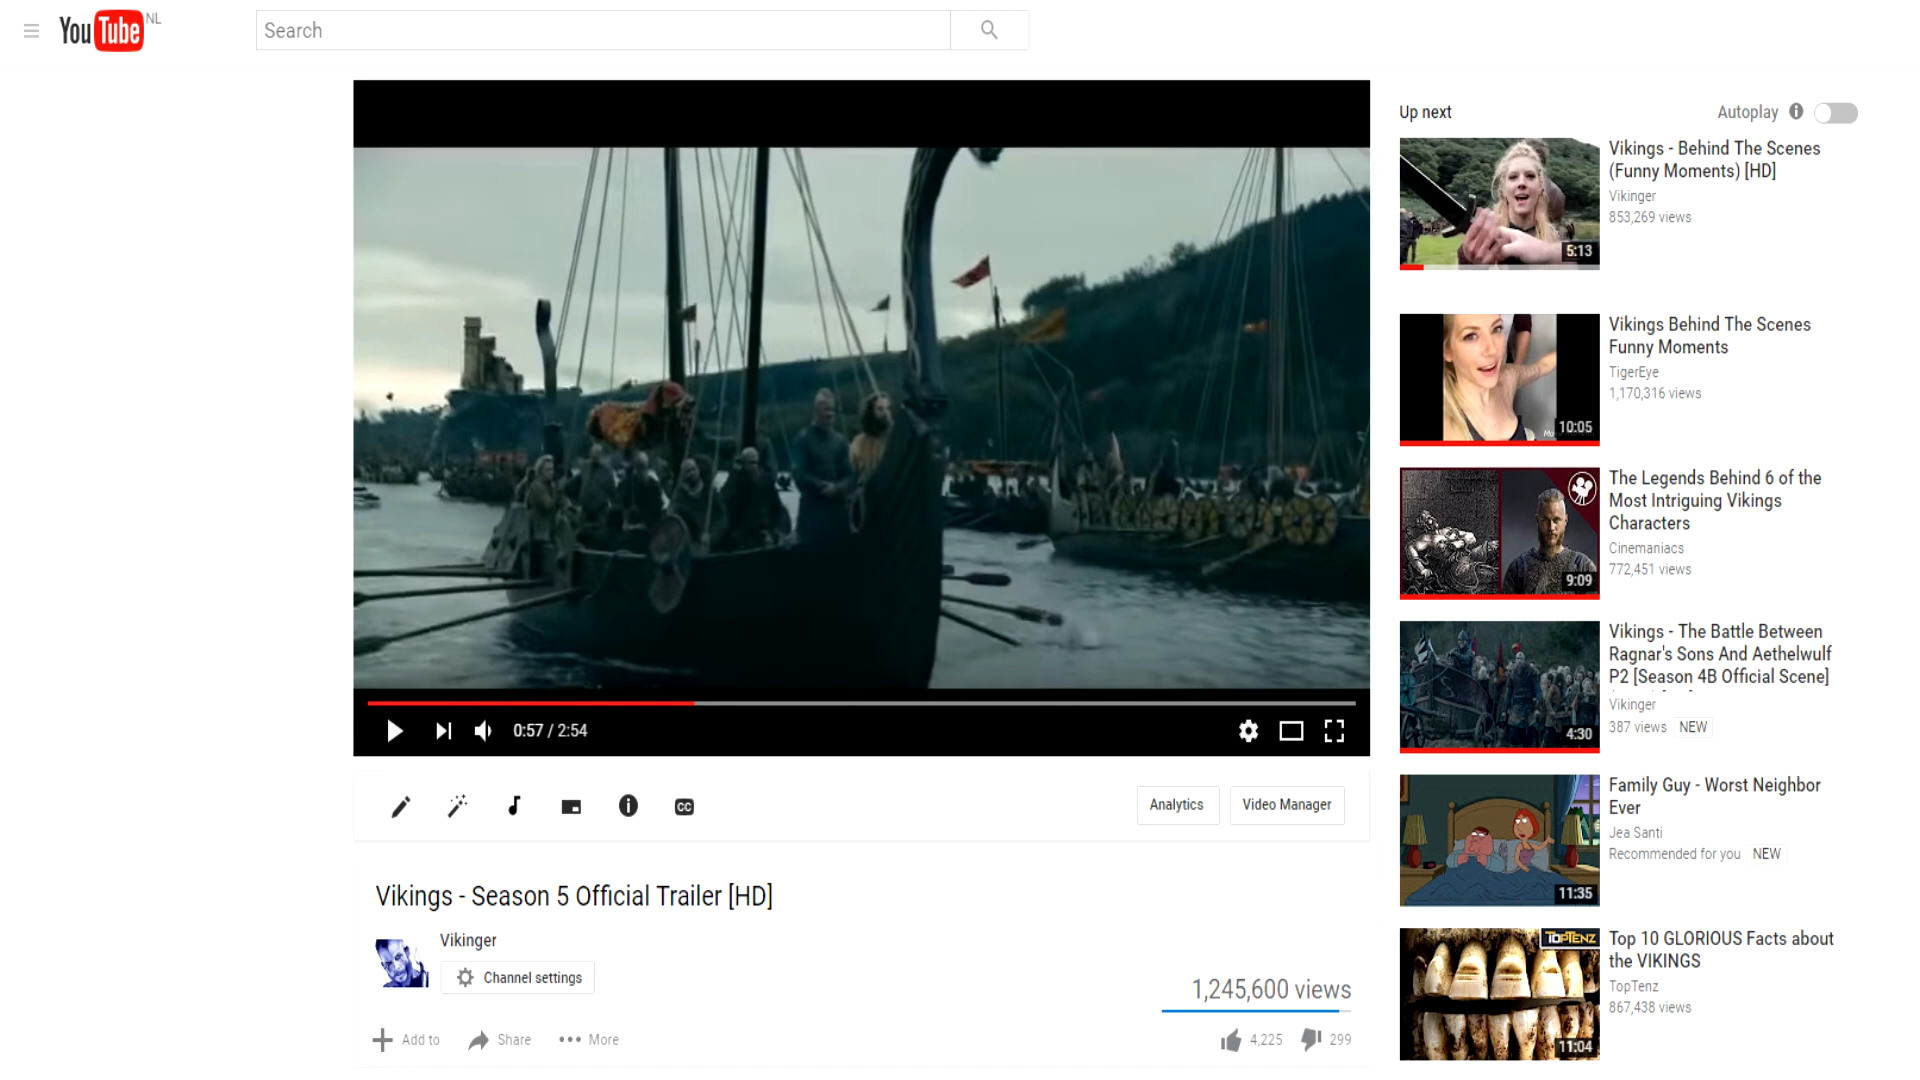 YouTube NL
Search
Up next
Autoplay
Vikings - Behind The Scenes
(Funny Moments) [HD]
Vikinger
853,269 views
5:13
Vikings Behind The Scenes
Funny Moments
TigerEye
1,170,316 views
10:05
The Legends Behind 6 of the
Most Intriguing Vikings
Characters
Cinemaniacs
772,451 views
9:09
Vikings - The Battle Between
Ragnar's Sons And Aethelwulf
P2 [Season 4B Official Scene]
Vikinger
387 views NEW
4:30
Family Guy - Worst Neighbor
Ever
Jea Santi
Recommended for you NEW
11:35
TOPTENZ
Top 10 GLORIOUS Facts about
the VIKINGS
TopTenz
867,438 views
11:04
0:57 / 2:54
CC
Analytics
Video Manager
Vikings - Season 5 Official Trailer [HD]
Vikinger
Channel settings
1,245,600 views
Add to
Share
More
4,225
299